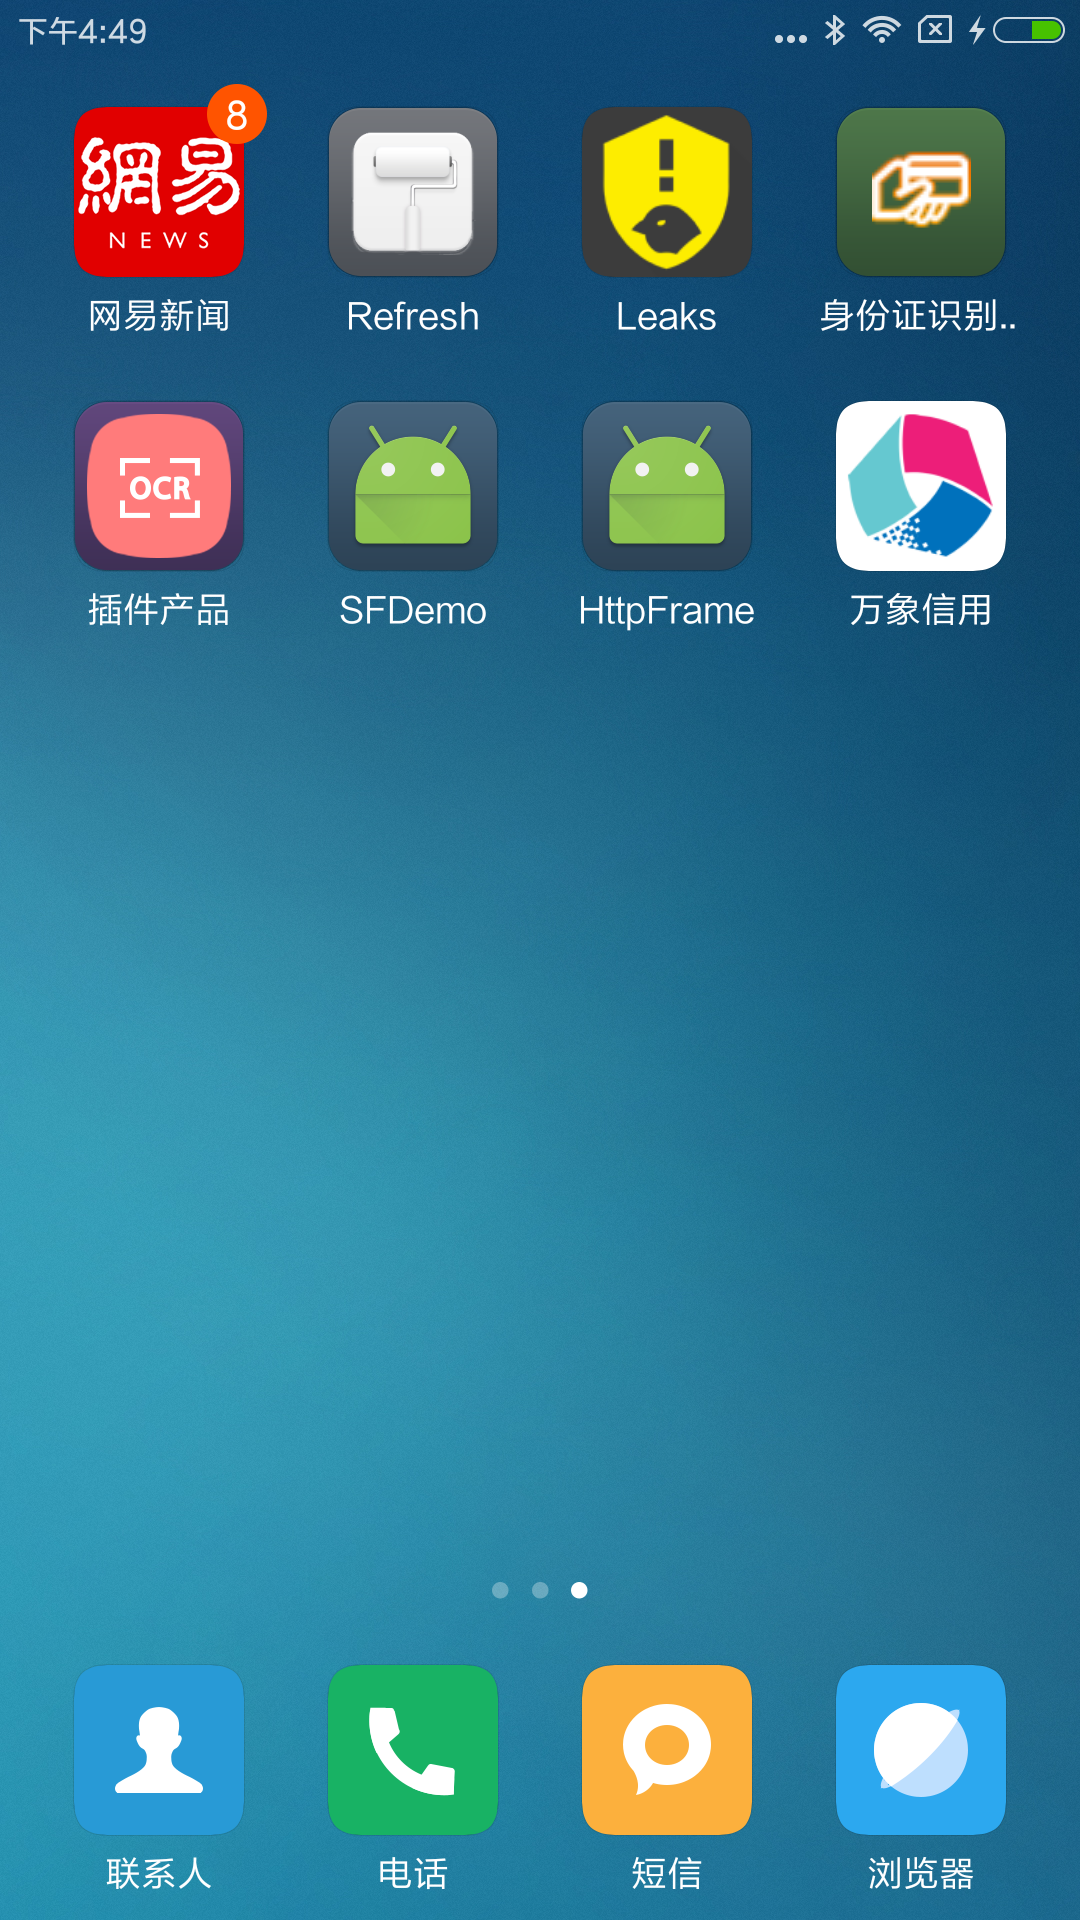 下午4:49
8
網易
NEWS
网易新闻
Refresh
Leaks
身份证识别..
OCR
插件产品
SFDemo
HttpFrame
万象信用
联系人
电话
短信
浏览器